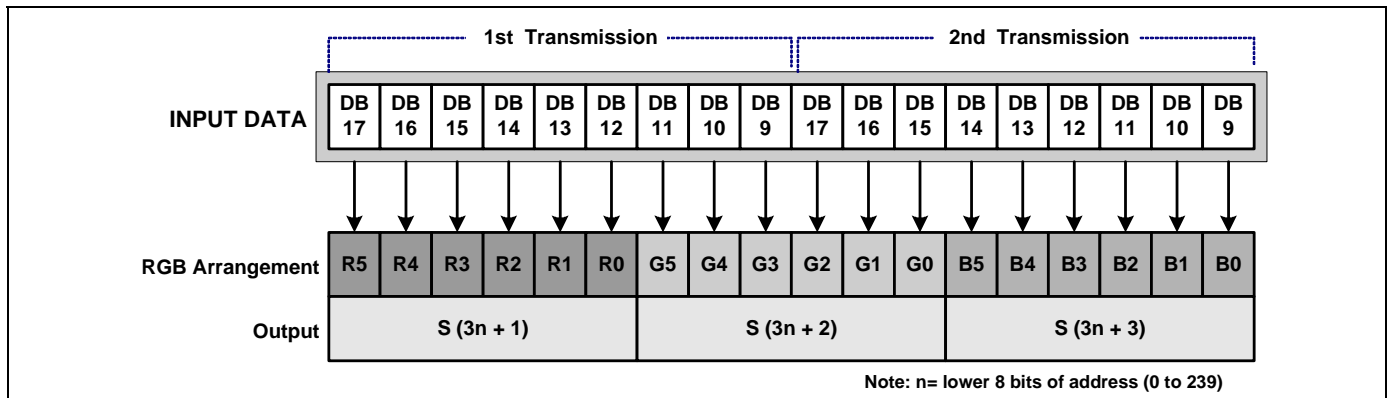 1st Transmission 2nd Transmission
INPUT DATA
DB 17 DB 16 DB 15 DB 14 DB 13 DB 12 DB 11 DB 10 DB 9 DB 17 DB 16 DB 15 DB 14 DB 13 DB 12 DB 11 DB 10 DB 9
RGB Arrangement R5 R4 R3 R2 R1 R0 G5 G4 G3 G2 G1 G0 B5 B4 B3 B2 B1 B0
Output S (3n + 1) S (3n + 2) S (3n + 3)
Note: n= lower 8 bits of address (0 to 239)